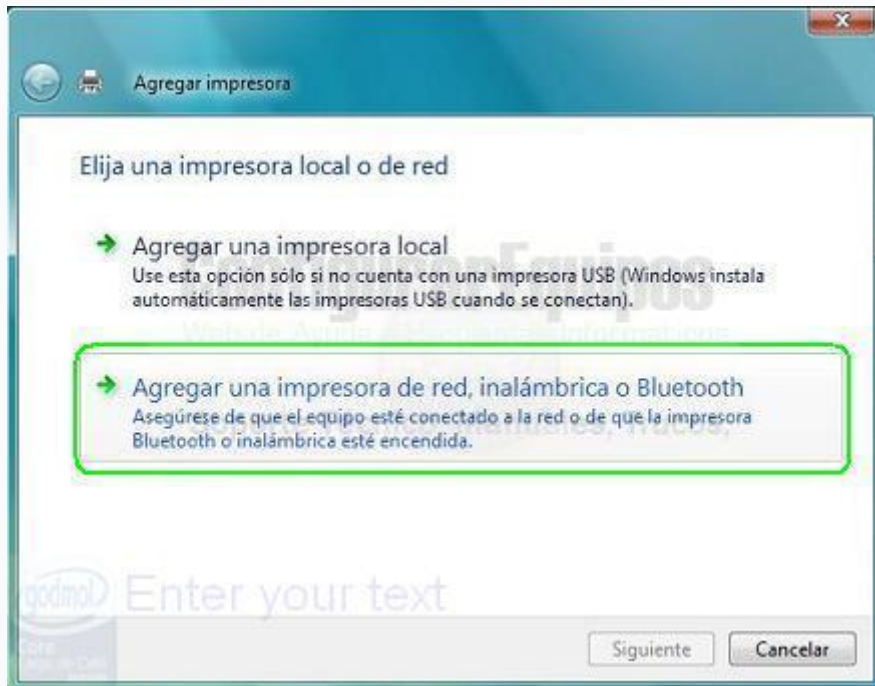 Agregar impresora
Elija una impresora local o de red
Agregar una impresora local
Use esta opción sólo si no cuenta con una impresora USB (Windows instala
automáticamente las impresoras USB cuando se conectan).
Agregar una impresora de red, inalámbrica o Bluetooth
Asegúrese de que el equipo esté conectado a la red o de que la impresora
Bluetooth o inalámbrica esté encendida.
godmol
Enter your text
Siguiente
Cancelar